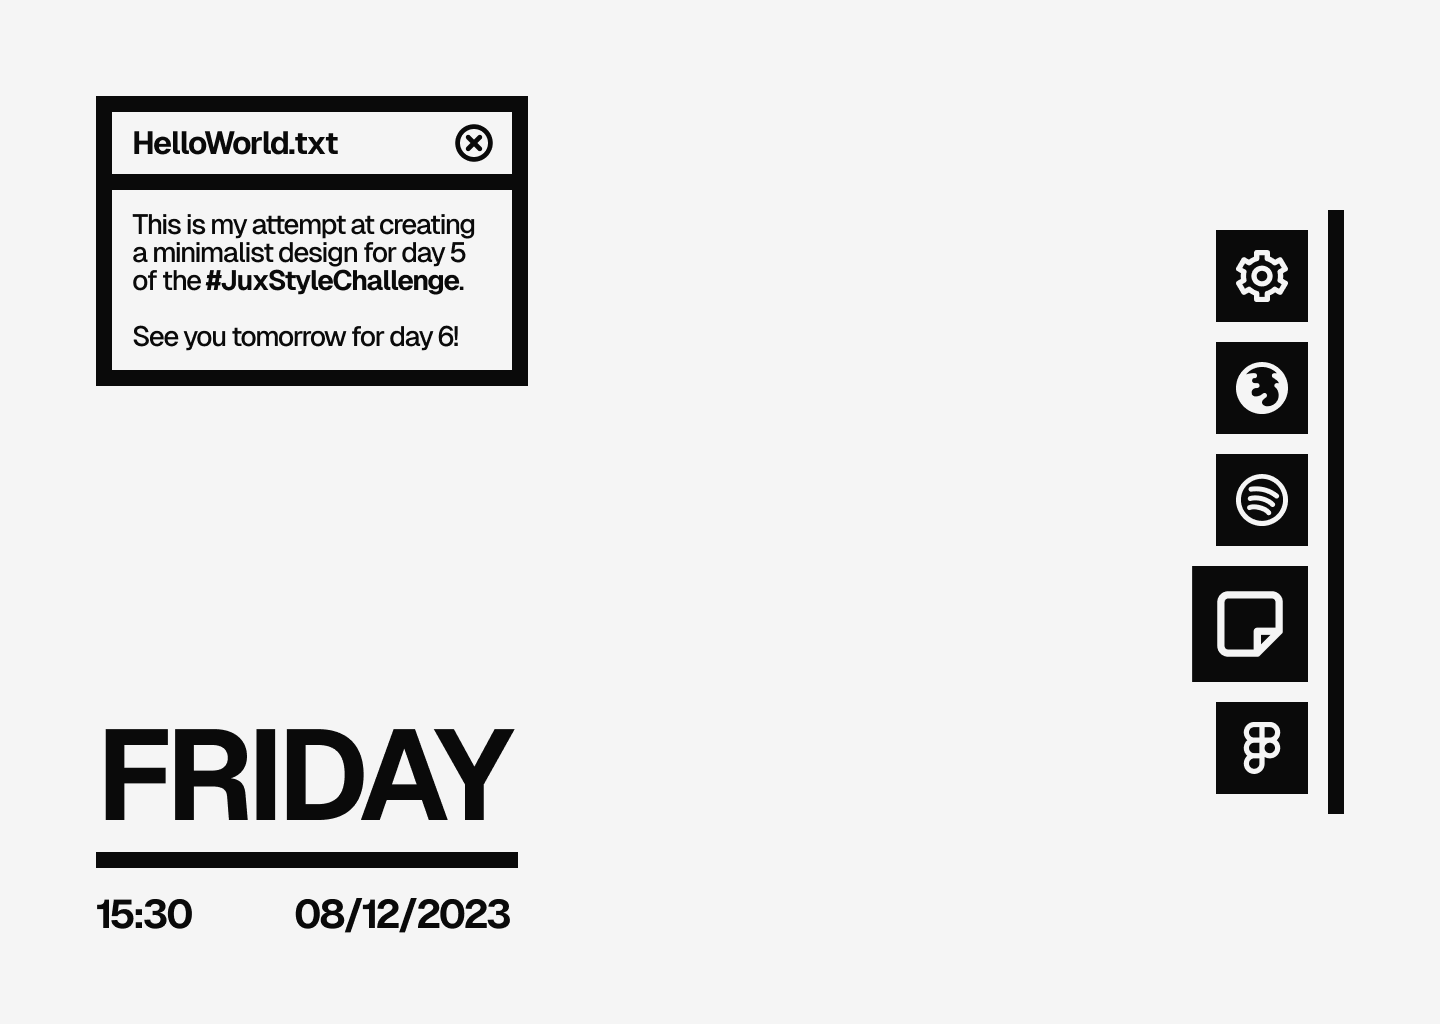 HelloWorld.txt
This is my attempt at creating
a minimalist design for day 5
of the #JuxStyleChallenge.
See you tomorrow for day 6!
FRIDAY
15:30 08/12/2023